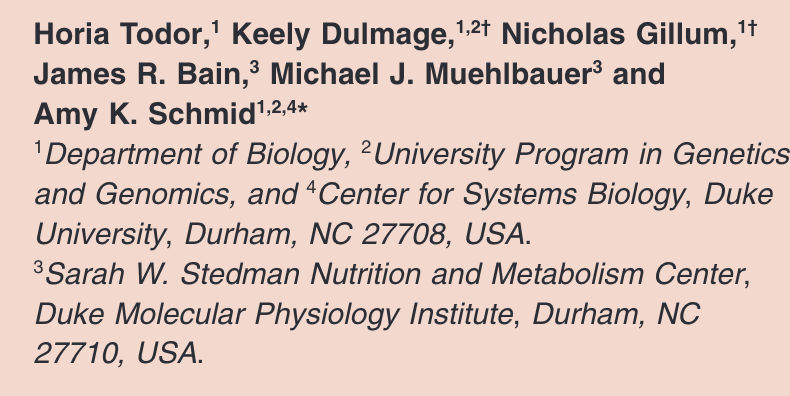 Horia Todor,¹ Keely Dulmage,¹,²† Nicholas Gillum,¹†
James R. Bain,³ Michael J. Muehlbauer³ and
Amy K. Schmid¹,²,⁴*
¹Department of Biology, ²University Program in Genetics
and Genomics, and ⁴Center for Systems Biology, Duke
University, Durham, NC 27708, USA.
³Sarah W. Stedman Nutrition and Metabolism Center,
Duke Molecular Physiology Institute, Durham, NC
27710, USA.